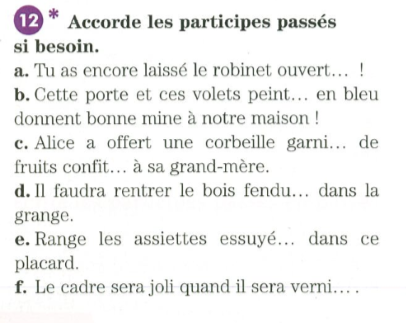 12 * Accorde les participes passés
si besoin.
a. Tu as encore laissé le robinet ouvert... !
b. Cette porte et ces volets peint... en bleu
donnent bonne mine à notre maison !
c. Alice a offert une corbeille garni... de
fruits confit... à sa grand-mère.
d. Il faudra rentrer le bois fendu... dans la
grange.
e. Range les assiettes essuyé... dans ce
placard.
f. Le cadre sera joli quand il sera verni... .